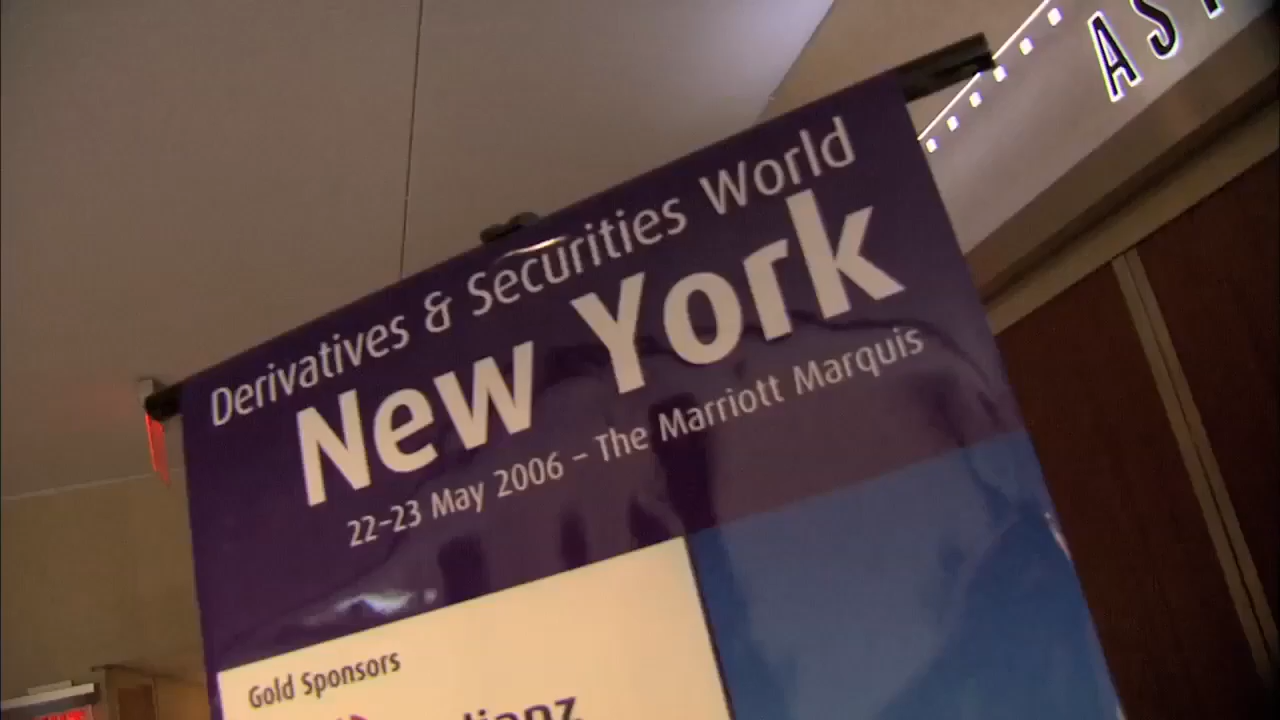 Derivatives & Securities World
New York
22-23 May 2006 – The Marriott Marquis
Gold Sponsors